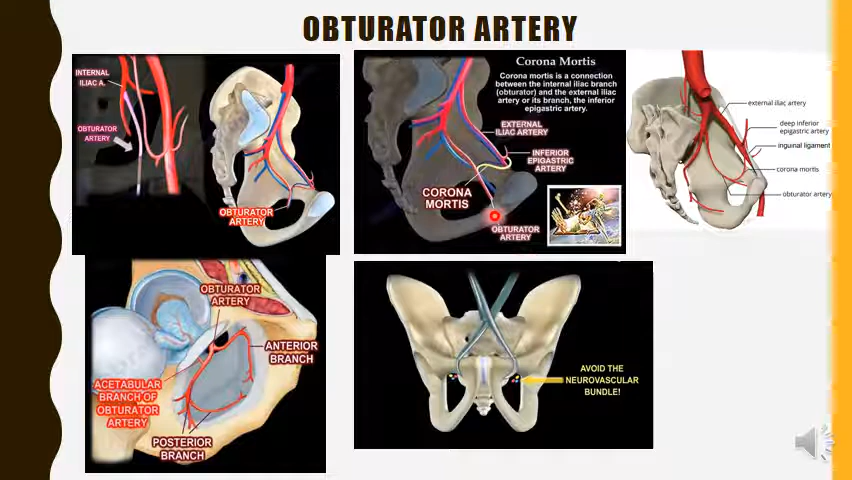 OBTURATOR ARTERY
INTERNAL
ILIAC A.
OBTURATOR
ARTERY
OBTURATOR
ARTERY
Corona Mortis
Corona mortis is a connection
between the internal iliac branch
(obturator) and the external iliac
artery or its branch, the inferior
epigastric artery.
EXTERNAL
ILIAC ARTERY
INFERIOR
EPIGASTRIC
ARTERY
CORONA
MORTIS
OBTURATOR
ARTERY
external iliac artery
deep inferior
epigastric artery
inguinal ligament
corona mortis
obturator artery
OBTURATOR
ARTERY
ANTERIOR
BRANCH
ACETABULAR
BRANCH OF
OBTURATOR
ARTERY
POSTERIOR
BRANCH
AVOID THE
NEUROVASCULAR
BUNDLE!